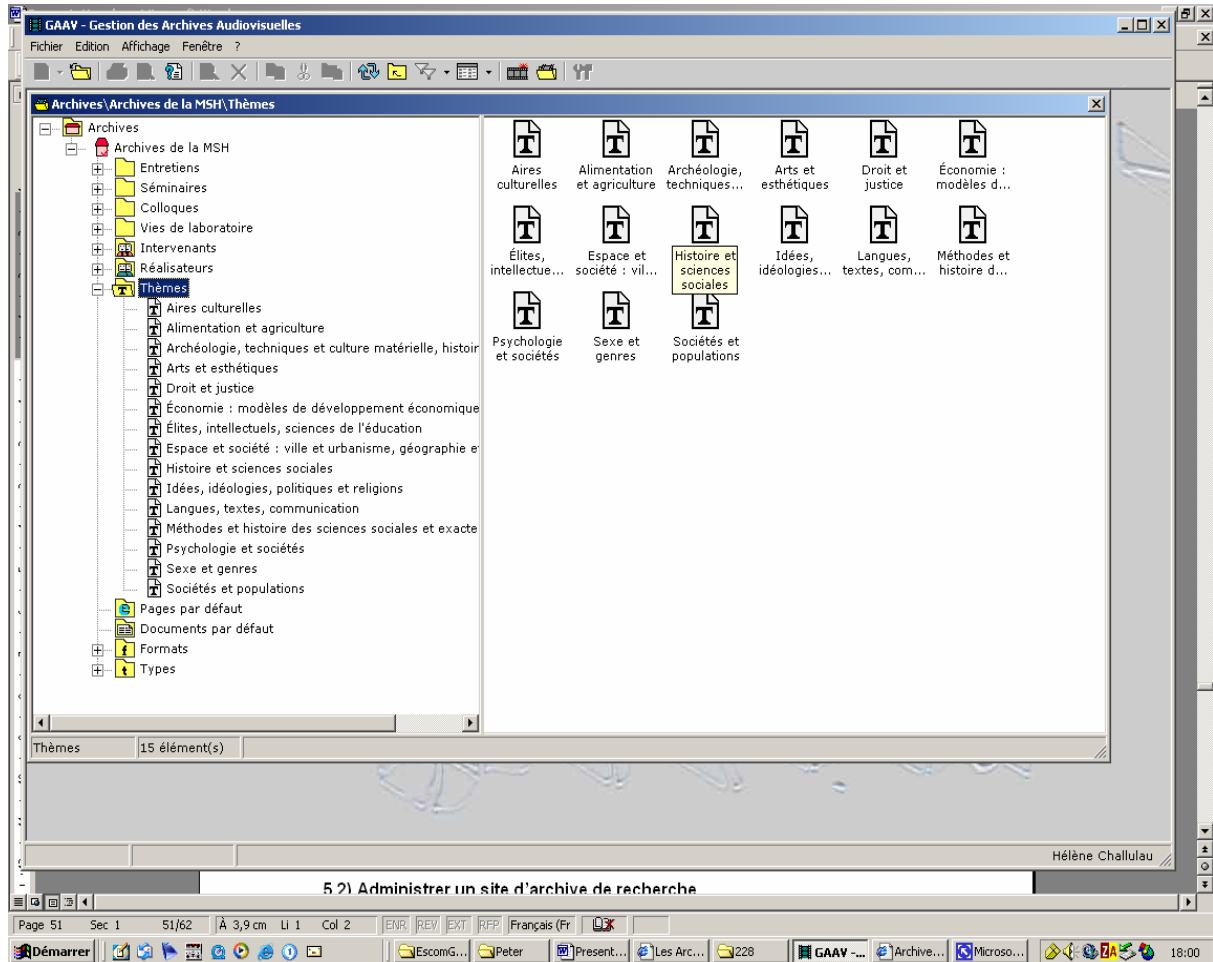 GAAV - Gestion des Archives Audiovisuelles
Fichier Edition Affichage Fenêtre ?
Archives\Archives de la MSH\Thèmes
Archives
Archives de la MSH
Entretiens
Séminaires
Colloques
Vies de laboratoire
Intervenants
Réalisateurs
Thèmes
Aires culturelles
Alimentation et agriculture
Archéologie, techniques et culture matérielle, histoir
Arts et esthétiques
Droit et justice
Économie : modèles de développement économique
Élites, intellectuels, sciences de l'éducation
Espace et société : ville et urbanisme, géographie e
Histoire et sciences sociales
Idées, idéologies, politiques et religions
Langues, textes, communication
Méthodes et histoire des sciences sociales et exacte
Psychologie et sociétés
Sexe et genres
Sociétés et populations
Pages par défaut
Documents par défaut
Formats
Types
Aires culturelles
Alimentation et agriculture
Archéologie, techniques...
Arts et esthétiques
Droit et justice
Économie : modèles d...
Élites, intellectue...
Espace et société : vil...
Histoire et sciences sociales
Idées, idéologies...
Langues, textes, com...
Méthodes et histoire d...
Psychologie et sociétés
Sexe et genres
Sociétés et populations
Thèmes 15 élément(s)
Hélène Challulau
5.2) Administrer un site d'archive de recherche
Page 51 Sec 1 51/62 À 3,9 cm Li 1 Col 2 ENR REV EXT RFP Français (Fr
Démarrer EscomG... Peter Present... Les Arc... 228 GAAV -... Archive... Microso... 18:00